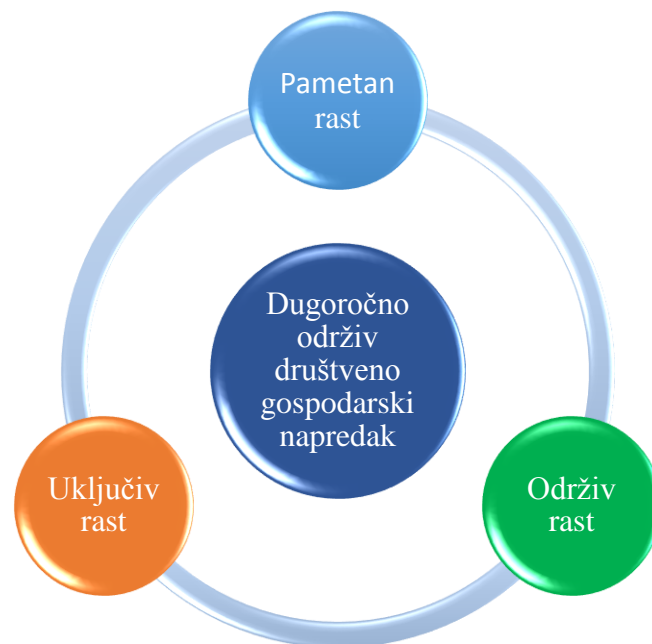 Pametan
rast
Dugoročno
održiv
društveno
gospodarski
napredak
Uključiv
rast
Održiv
rast